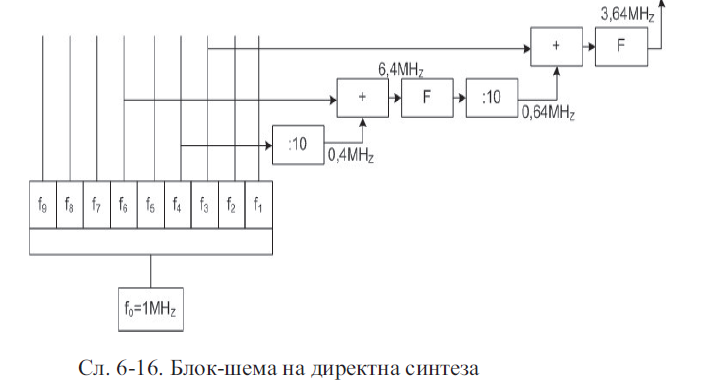 3,64MHz
+
F
6,4MHz
+
F
:10
0,64MHz
:10
0,4MHz
f9 f8 f7 f6 f5 f4 f3 f2 f1
f0=1MHz
Сл. 6-16. Блок-шема на директна синтеза